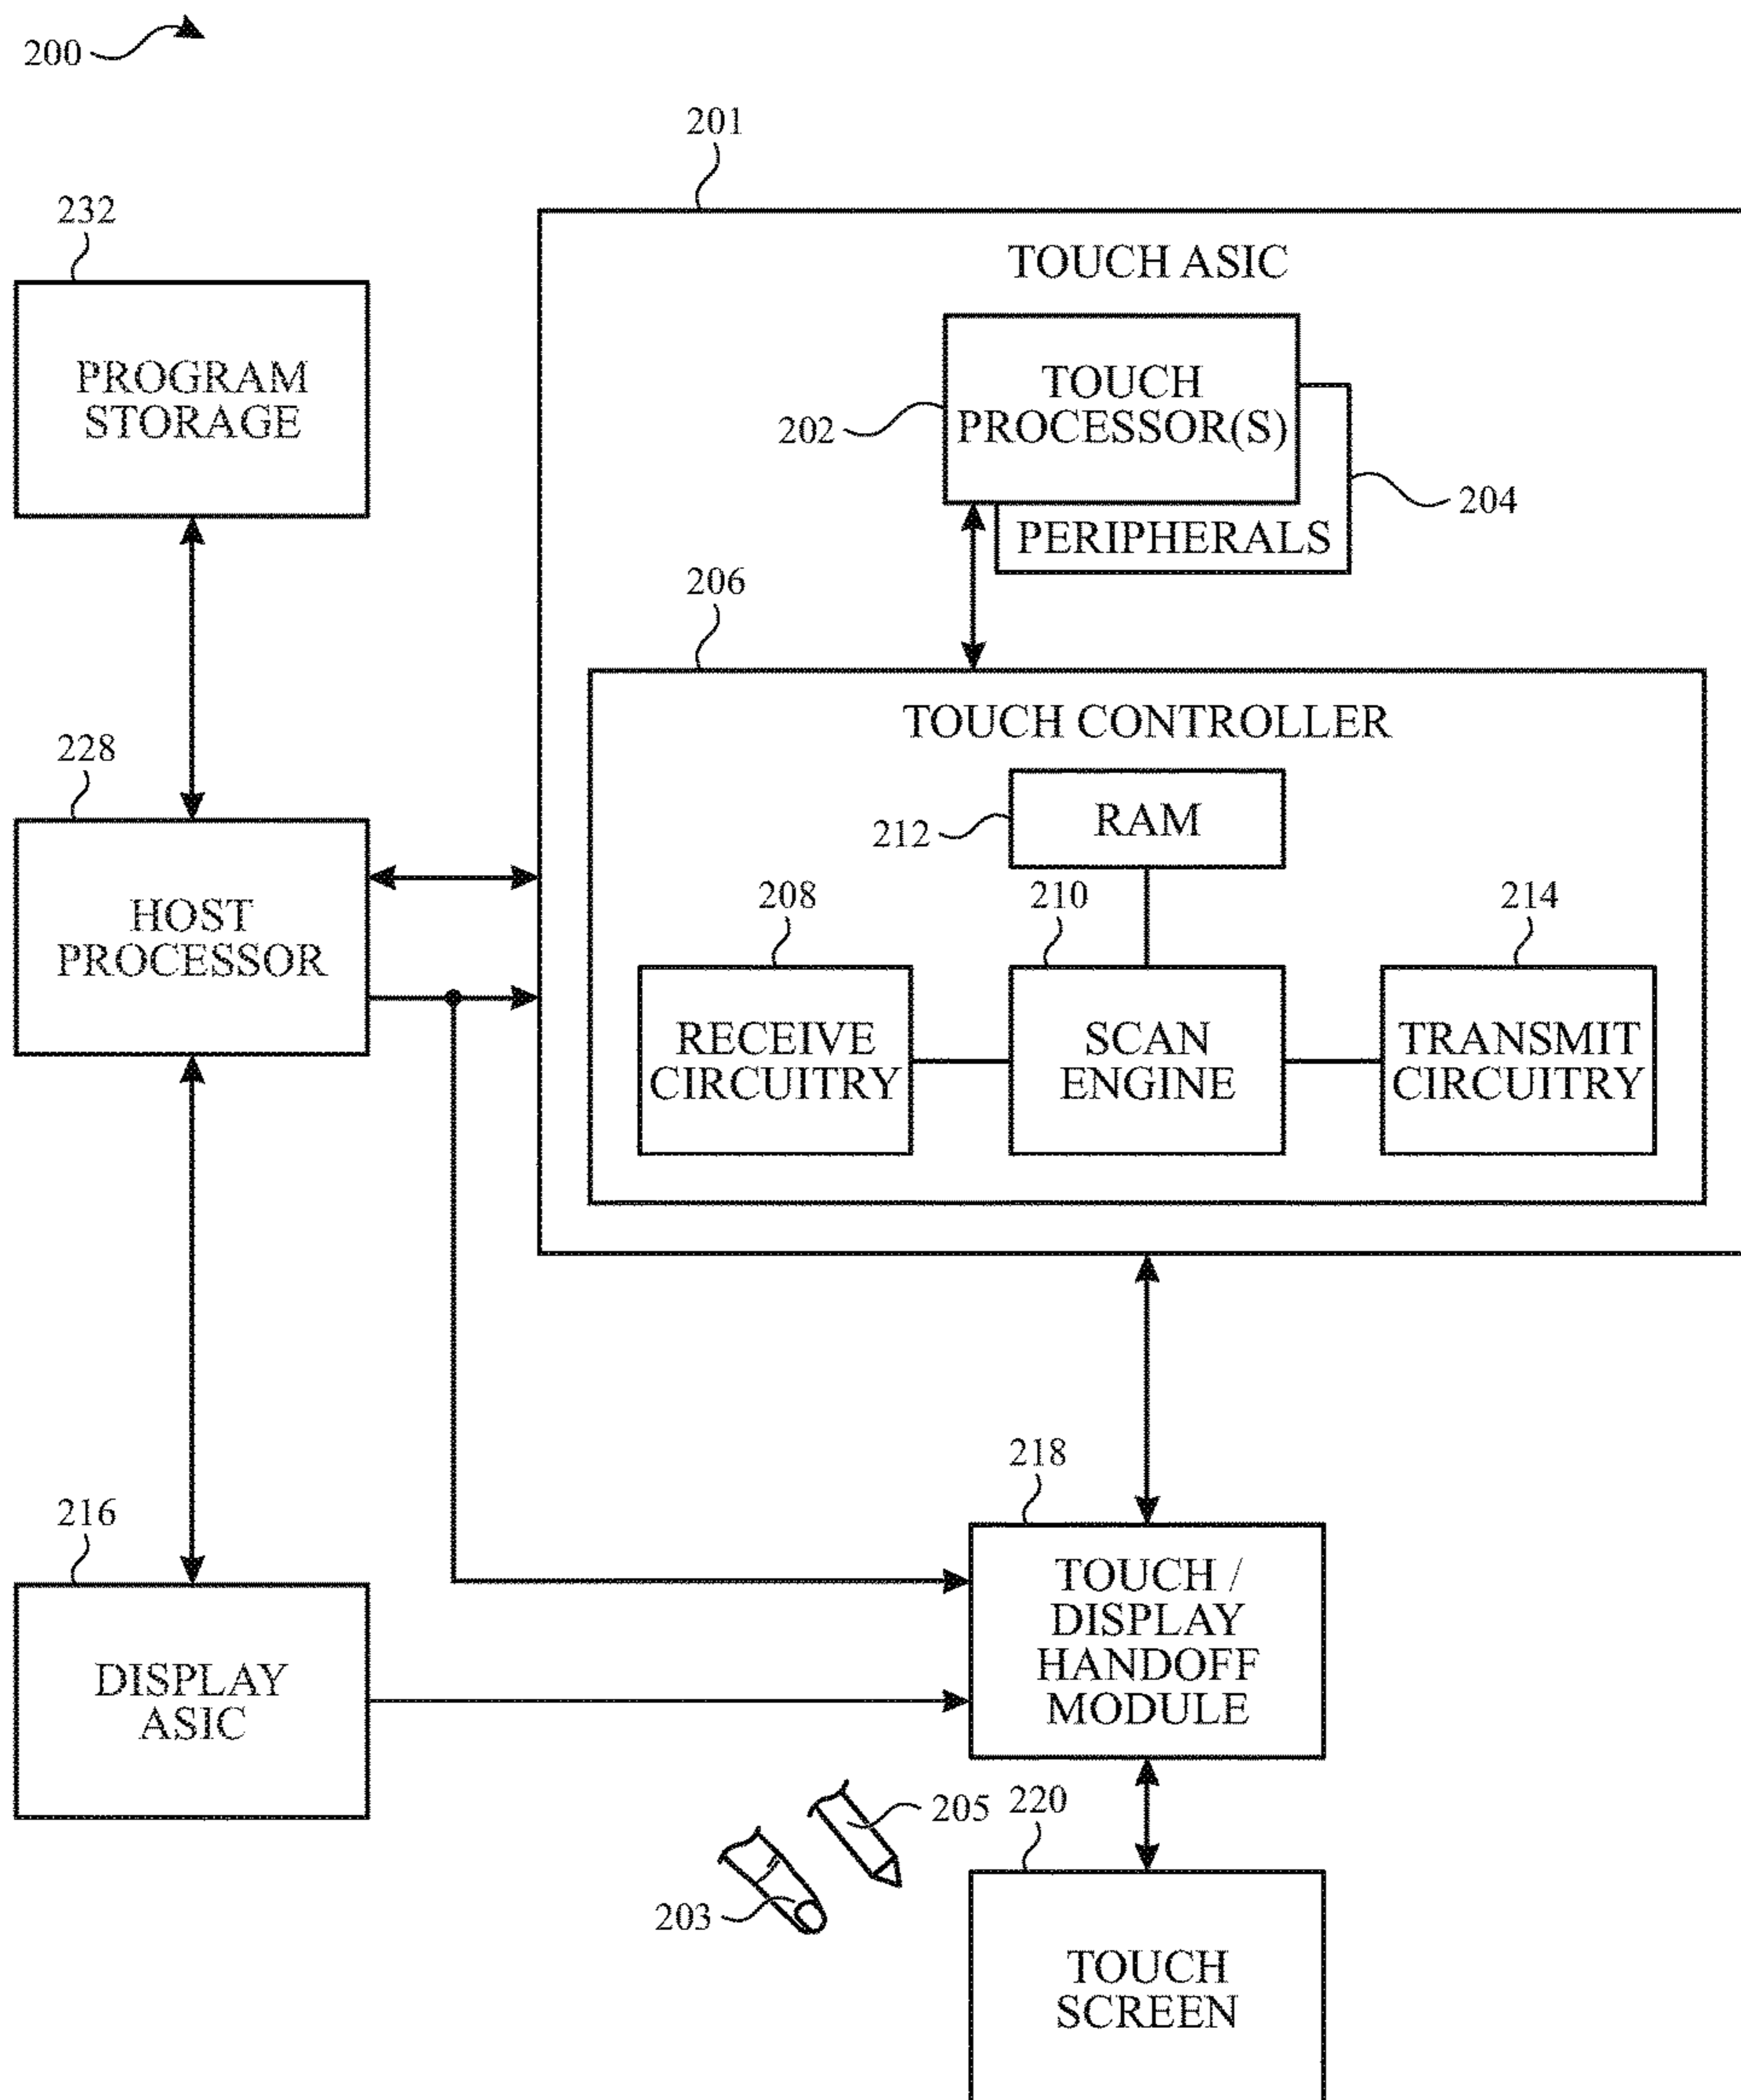 200
201
232
TOUCH ASIC
PROGRAM
STORAGE
TOUCH
PROCESSOR(S)
202
204
PERIPHERALS
206
TOUCH CONTROLLER
228
RAM
212
HOST
PROCESSOR
208
210
214
RECEIVE
CIRCUITRY
SCAN
ENGINE
TRANSMIT
CIRCUITRY
218
216
TOUCH /
DISPLAY
HANDOFF
MODULE
DISPLAY
ASIC
205
220
203
TOUCH
SCREEN